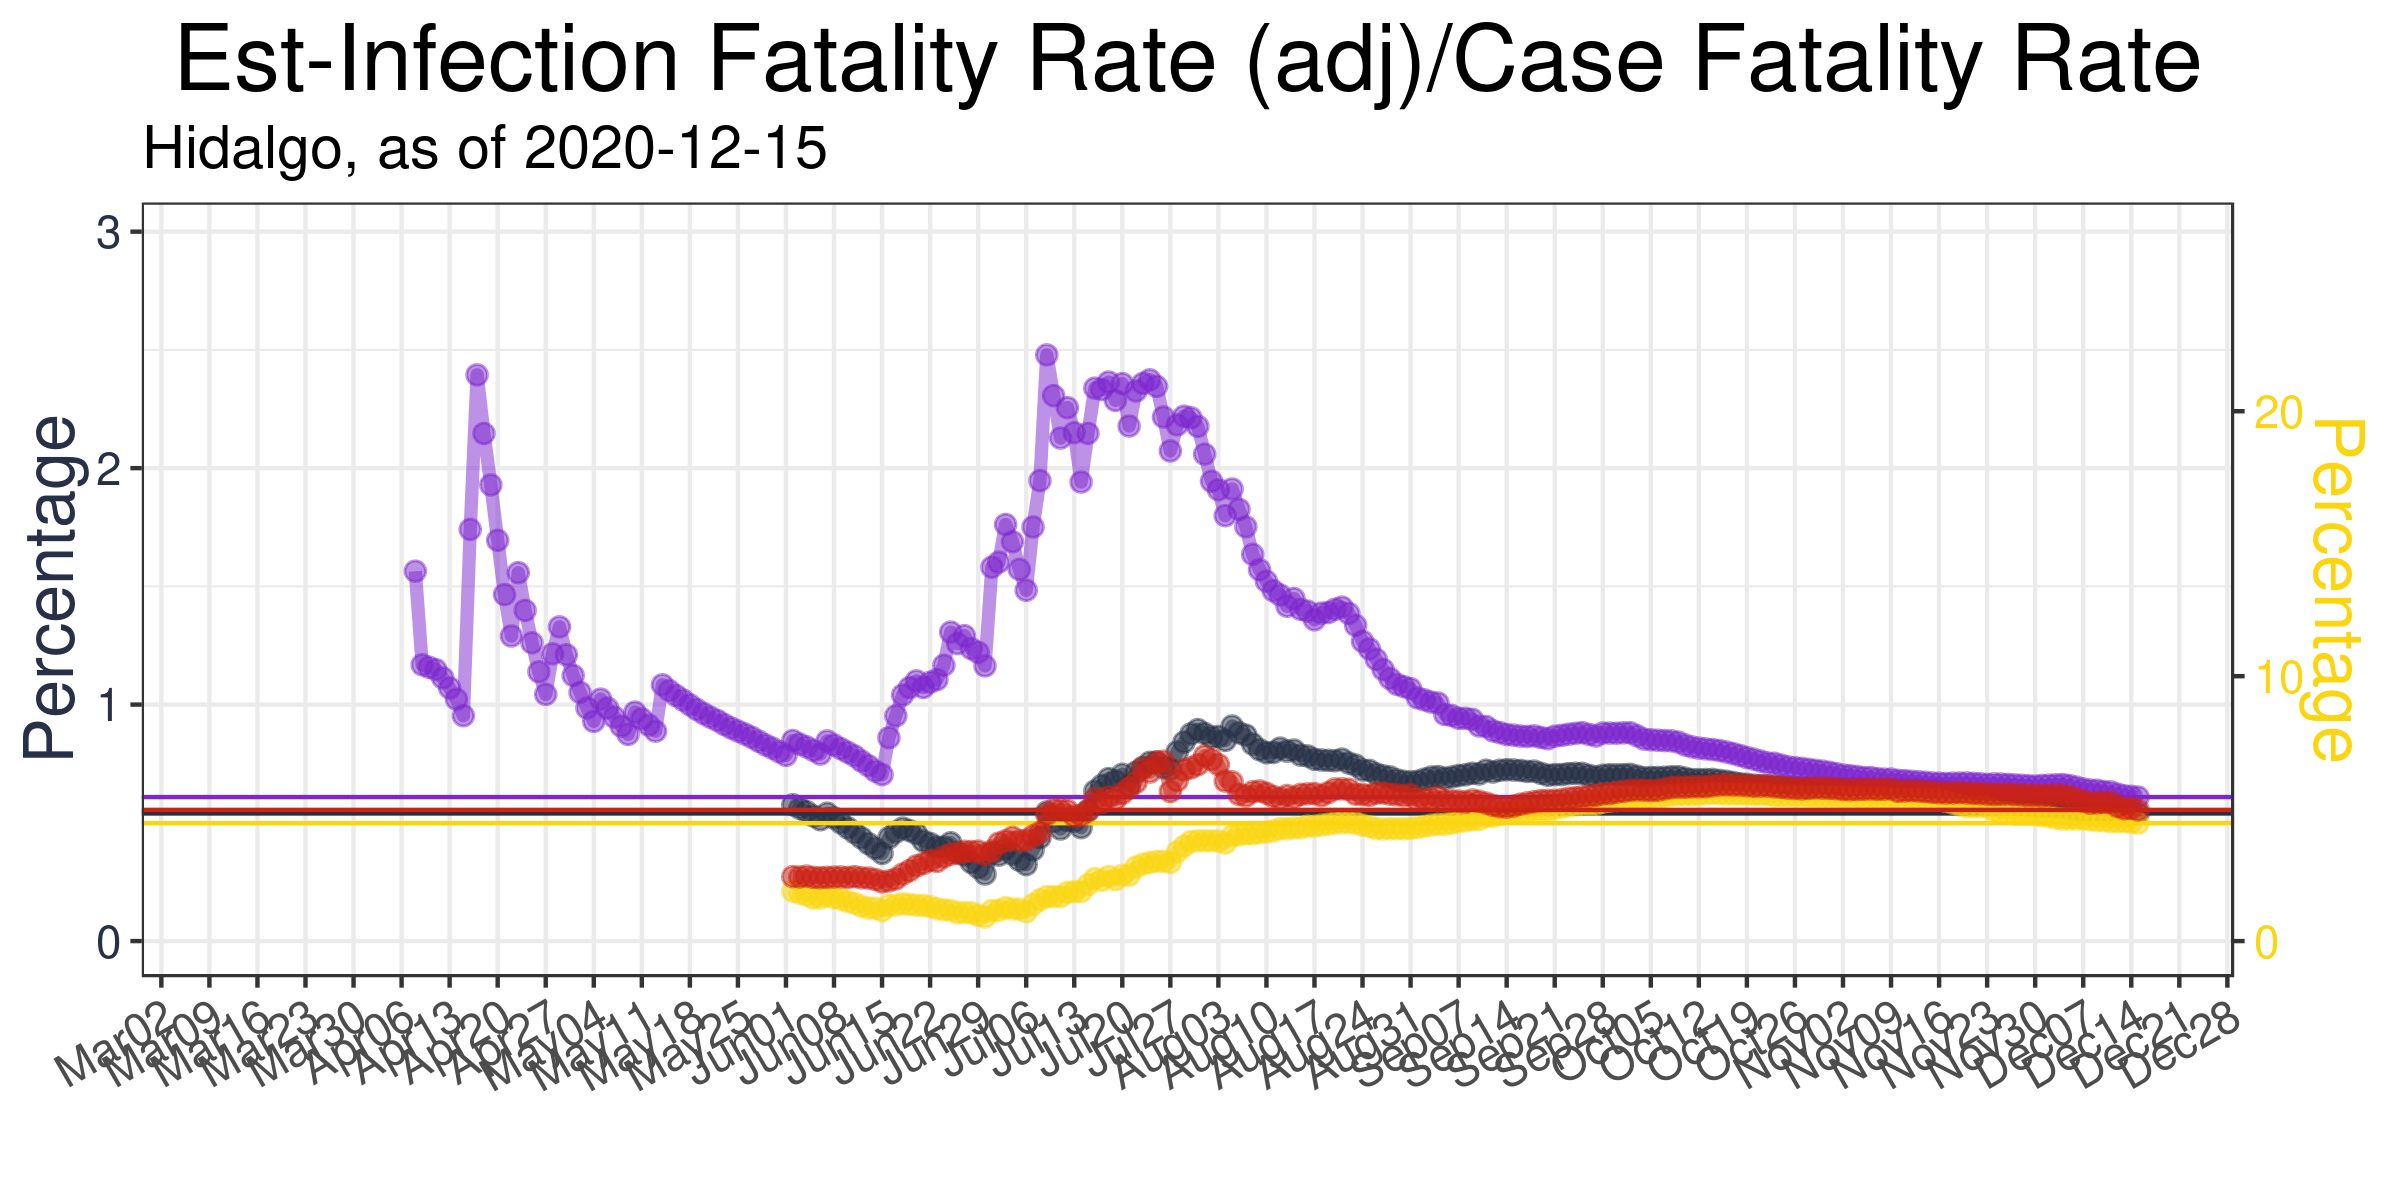 Est-Infection Fatality Rate (adj)/Case Fatality Rate
Hidalgo, as of 2020-12-15
Percentage
3
2
1
0
20
10
0
Percentage
Mar02
Mar09
Mar16
Mar23
Mar30
Apr06
Apr13
Apr20
Apr27
May04
May11
May18
May25
Jun01
Jun08
Jun15
Jun22
Jun29
Jul06
Jul13
Jul20
Jul27
Aug03
Aug10
Aug17
Aug24
Aug31
Sep07
Sep14
Sep21
Sep28
Oct05
Oct12
Oct19
Oct26
Nov02
Nov09
Nov16
Nov23
Nov30
Dec07
Dec14
Dec21
Dec28